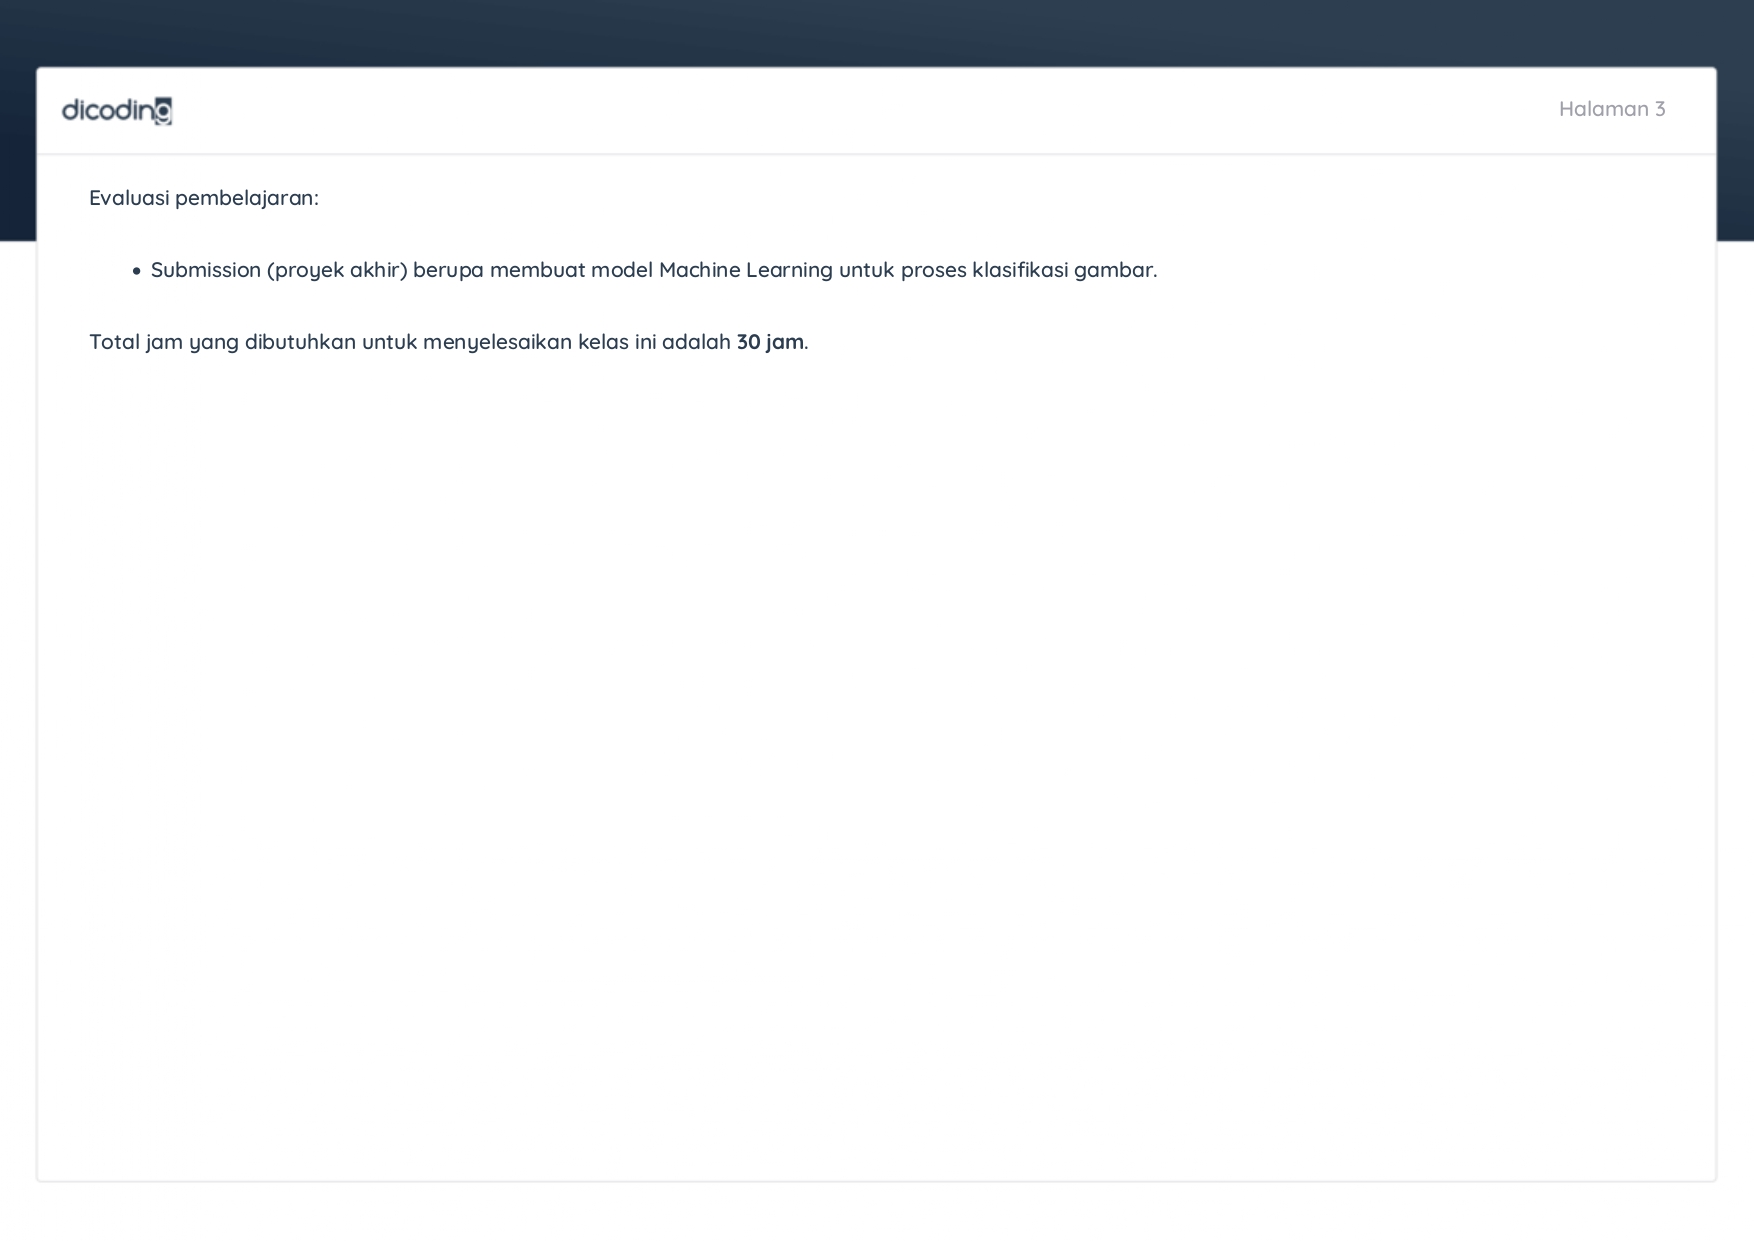 dicoding
Halaman 3
Evaluasi pembelajaran:
• Submission (proyek akhir) berupa membuat model Machine Learning untuk proses klasifikasi gambar.
Total jam yang dibutuhkan untuk menyelesaikan kelas ini adalah 30 jam.